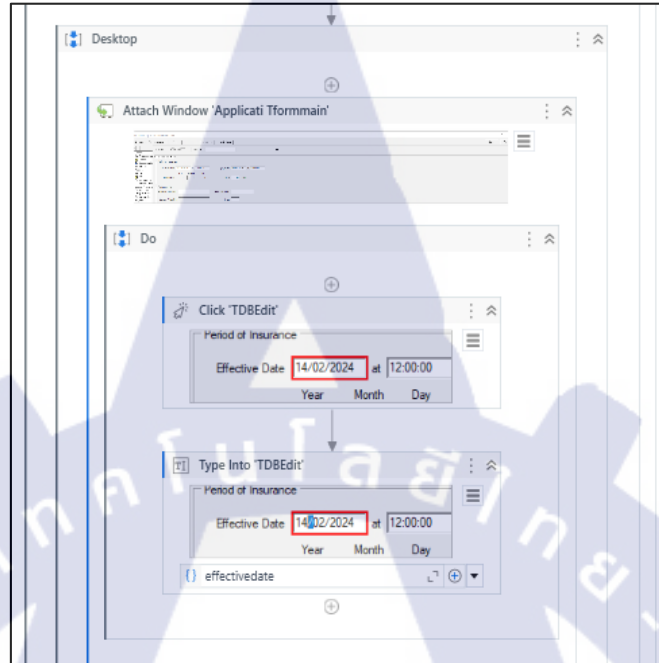 Desktop
Attach Window 'Applicati Tformmain'
Do
Click 'TDBEdit'
Period of Insurance
Effective Date 14/02/2024 at 12:00:00
Year Month Day
Type Into 'TDBEdit'
Period of Insurance
Effective Date 14/02/2024 at 12:00:00
Year Month Day
effectivedate